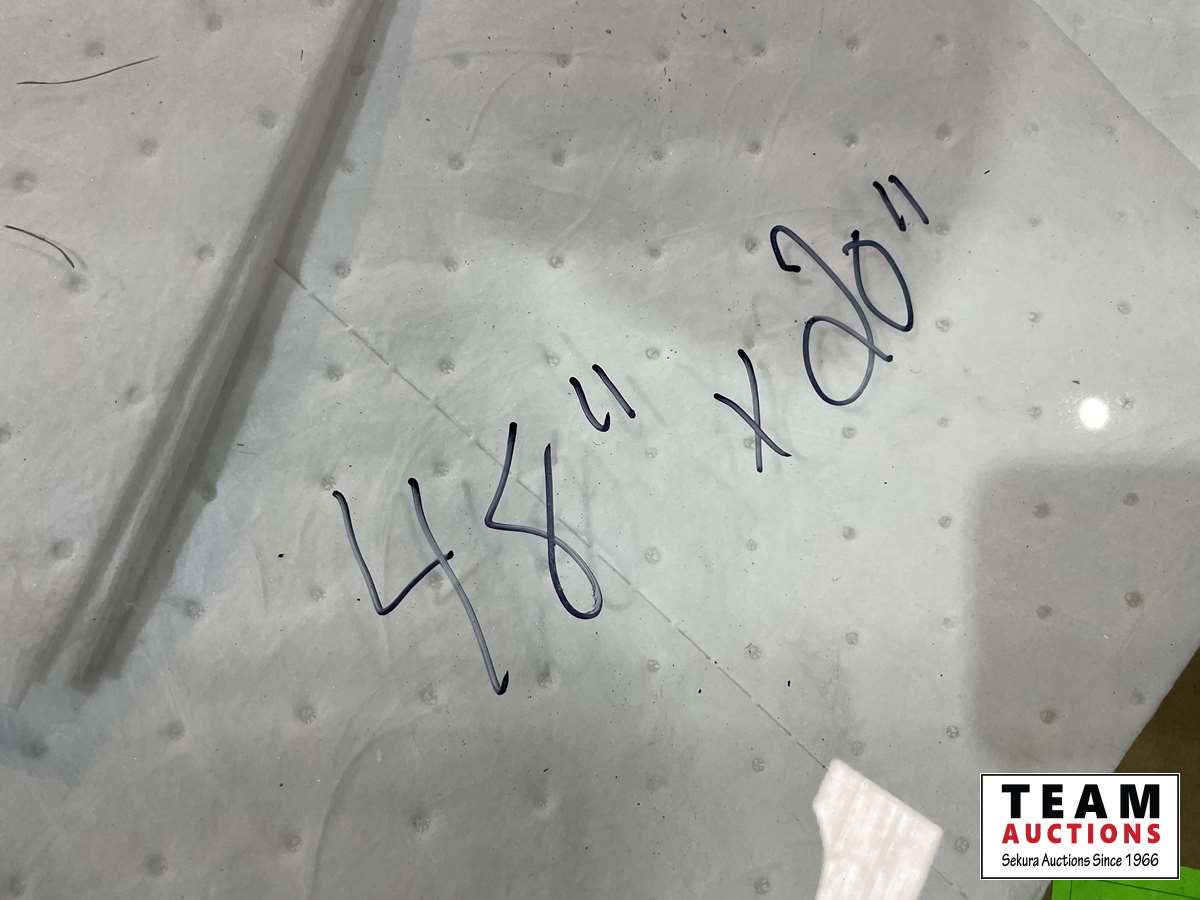 48" x 20"
TEAM
AUCTIONS
Sekura Auctions Since 1966